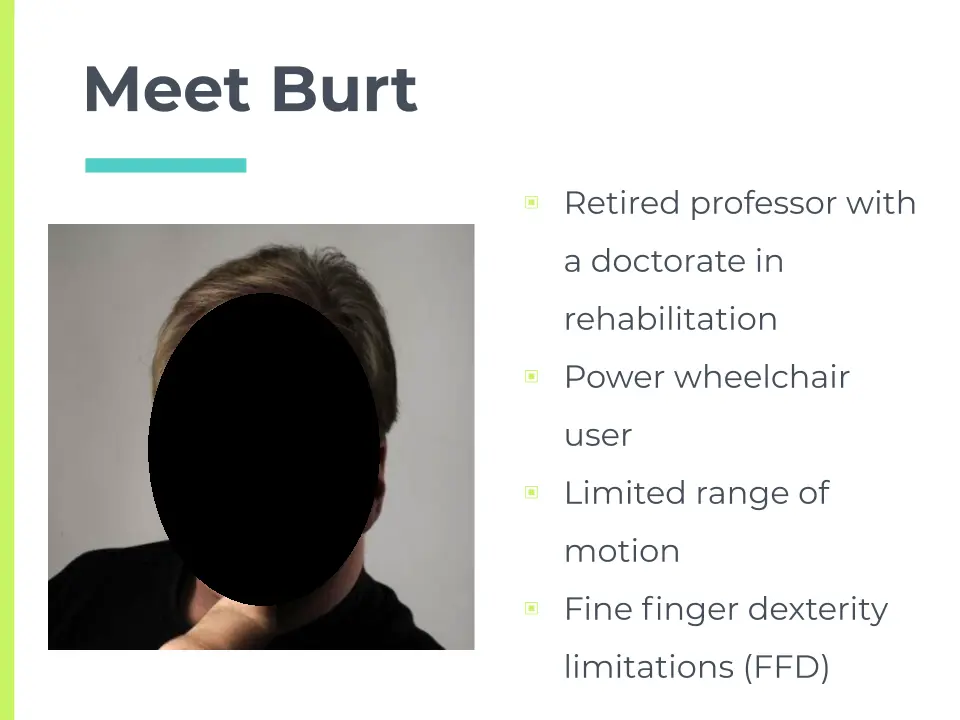 Meet Burt
Retired professor with
a doctorate in
rehabilitation
Power wheelchair
user
Limited range of
motion
Fine finger dexterity
limitations (FFD)